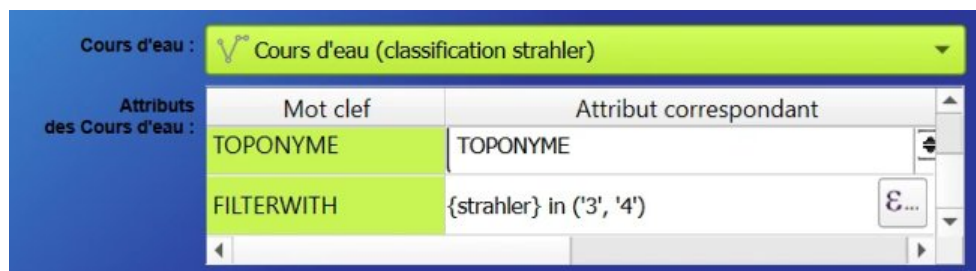 Cours d'eau : Cours d'eau (classification strahler)
Attributs
des Cours d'eau :
Mot clef Attribut correspondant
TOPONYME TOPONYME
FILTERWITH {strahler} in ('3', '4') ε...